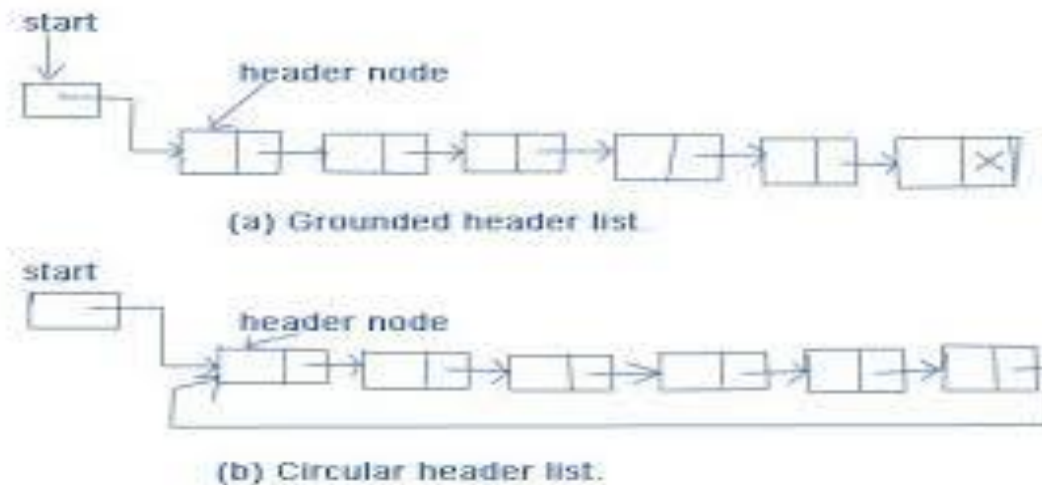 start
header node
(a) Grounded header list.
start
header node
(b) Circular header list.